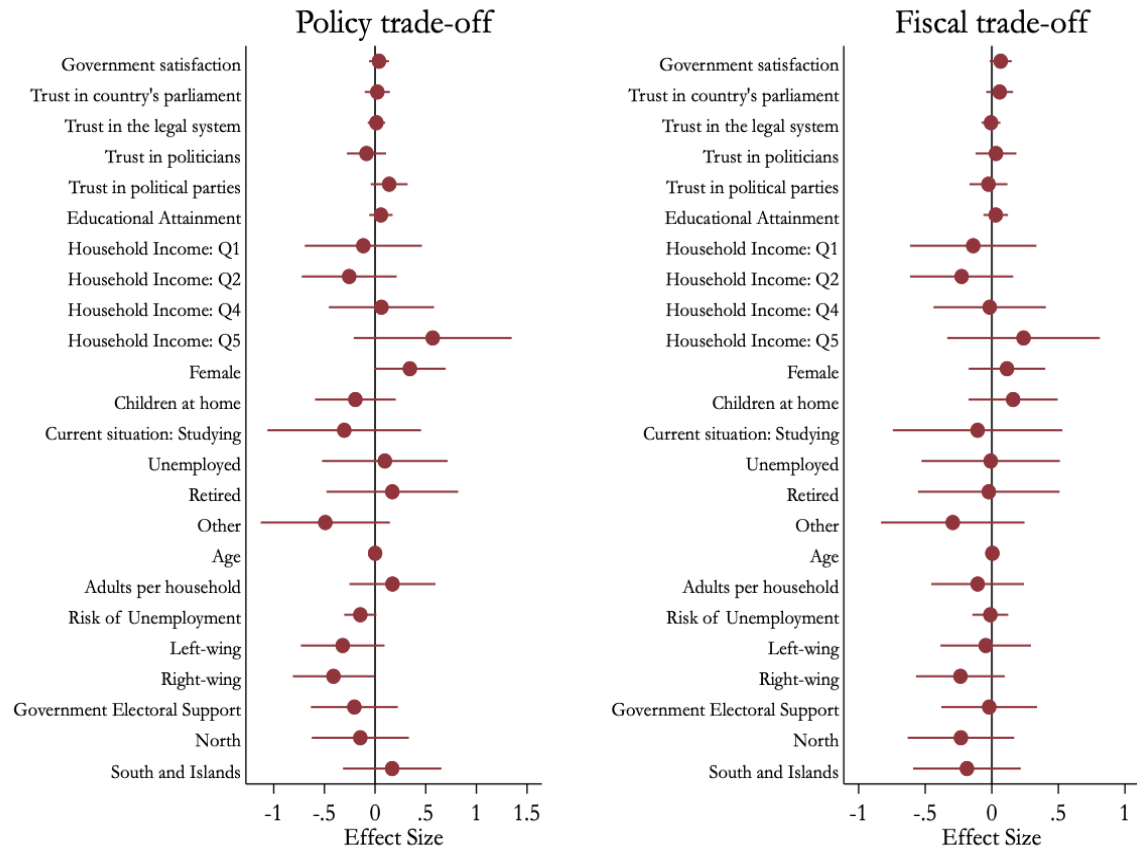 Policy trade-off
Government satisfaction
Trust in country's parliament
Trust in the legal system
Trust in politicians
Trust in political parties
Educational Attainment
Household Income: Q1
Household Income: Q2
Household Income: Q4
Household Income: Q5
Female
Children at home
Current situation: Studying
Unemployed
Retired
Other
Age
Adults per household
Risk of Unemployment
Left-wing
Right-wing
Government Electoral Support
North
South and Islands
-1 -.5 0 .5 1 1.5
Effect Size
Fiscal trade-off
Government satisfaction
Trust in country's parliament
Trust in the legal system
Trust in politicians
Trust in political parties
Educational Attainment
Household Income: Q1
Household Income: Q2
Household Income: Q4
Household Income: Q5
Female
Children at home
Current situation: Studying
Unemployed
Retired
Other
Age
Adults per household
Risk of Unemployment
Left-wing
Right-wing
Government Electoral Support
North
South and Islands
-1 -.5 0 .5 1
Effect Size